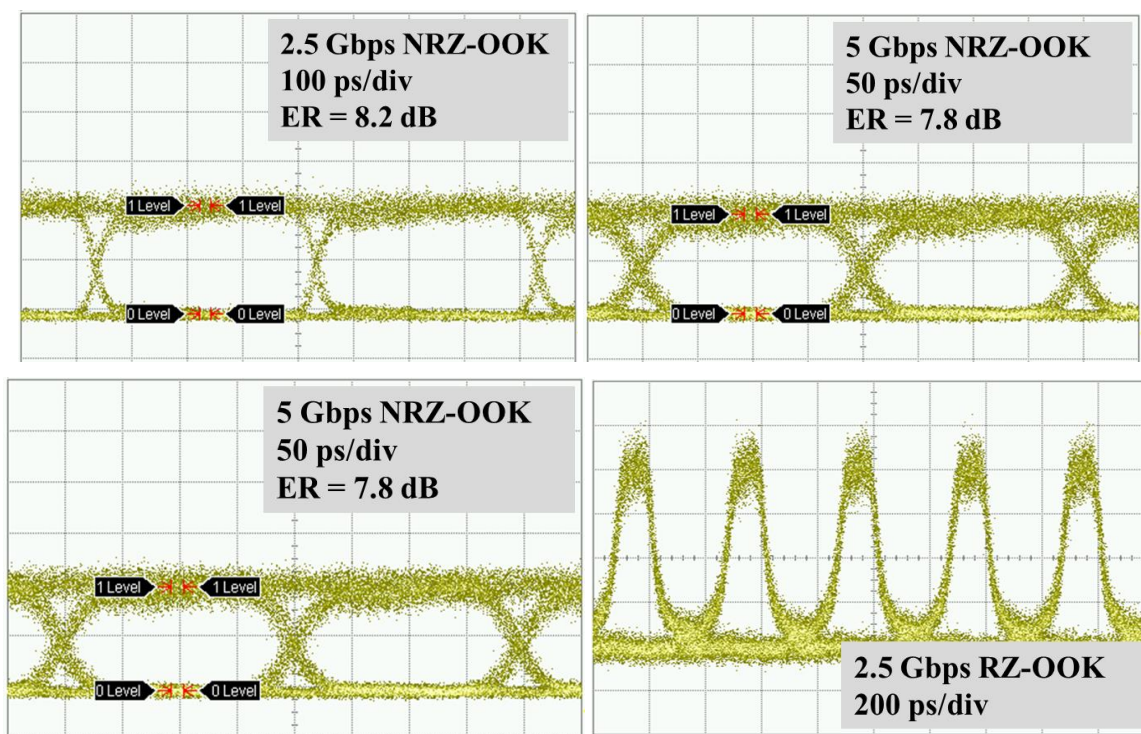 2.5 Gbps NRZ-OOK
100 ps/div
ER = 8.2 dB
1 Level 1 Level
0 Level 0 Level
5 Gbps NRZ-OOK
50 ps/div
ER = 7.8 dB
1 Level 1 Level
0 Level 0 Level
5 Gbps NRZ-OOK
50 ps/div
ER = 7.8 dB
1 Level 1 Level
0 Level 0 Level
2.5 Gbps RZ-OOK
200 ps/div